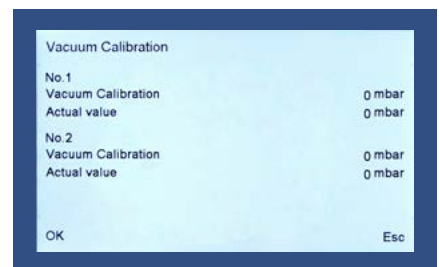 Vacuum Calibration
No.1
Vacuum Calibration 0 mbar
Actual value 0 mbar
No.2
Vacuum Calibration 0 mbar
Actual value 0 mbar
OK Esc